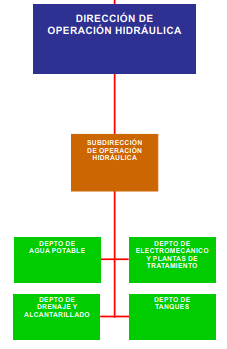 DIRECCIÓN DE
OPERACIÓN HIDRÁULICA
SUBDIRECCIÓN
DE OPERACIÓN
HIDRÁULICA
DEPTO DE
AGUA POTABLE
DEPTO DE
ELECTROMECANICO
Y PLANTAS DE
TRATAMIENTO
DEPTO DE
DRENAJE Y
ALCANTARILLADO
DEPTO DE
TANQUES